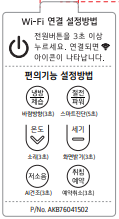 Wi-Fi 연결 설정방법
전원버튼을 3초 이상
누르세요. 연결되면
아이콘이 나타납니다.
편의기능 설정방법
냉방 제습
절전 파워
바람방향(3초) 스마트진단(5초)
온도
세기
소리(3초) 화면밝기(3초)
저소음
취침 예약
AI건조(3초) 예약취소(3초)
P/No. AKB76041502